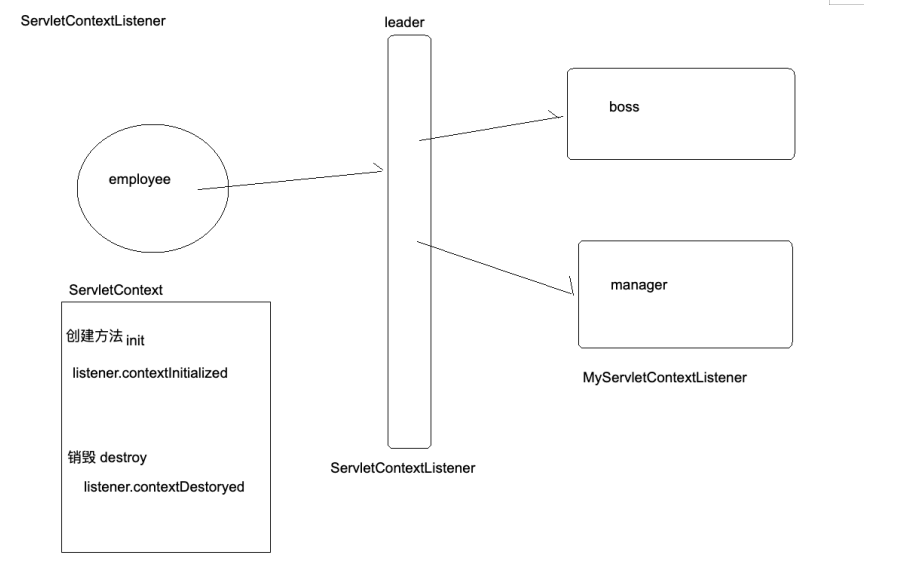 ServletContextListener
leader
boss
employee
manager
ServletContext
创建方法 init
listener.contextInitialized
MyServletContextListener
销毁 destroy
ServletContextListener
listener.contextDestoryed